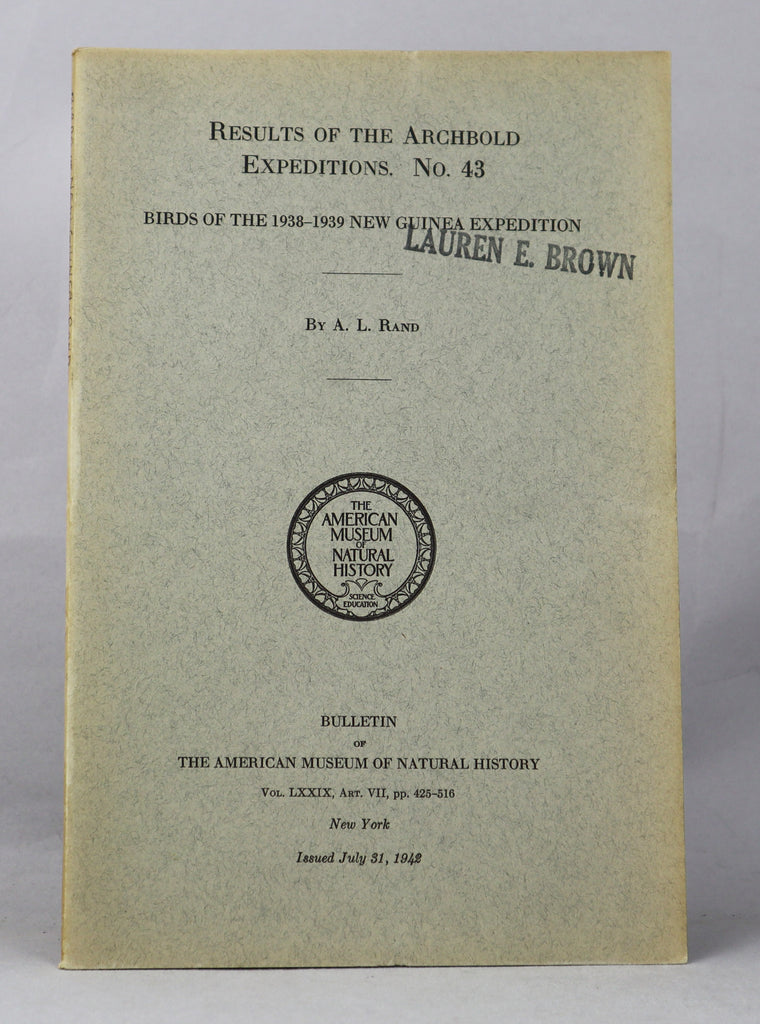 RESULTS OF THE ARCHBOLD
EXPEDITIONS. NO. 43
BIRDS OF THE 1938–1939 NEW GUINEA EXPEDITION
LAUREN E. BROWN
BY A. L. RAND
THE
AMERICAN
MUSEUM
OF
NATURAL
HISTORY
SCIENCE
EDUCATION
BULLETIN
OF
THE AMERICAN MUSEUM OF NATURAL HISTORY
VOL. LXXIX, ART. VII, pp. 425–516
New York
Issued July 31, 1942